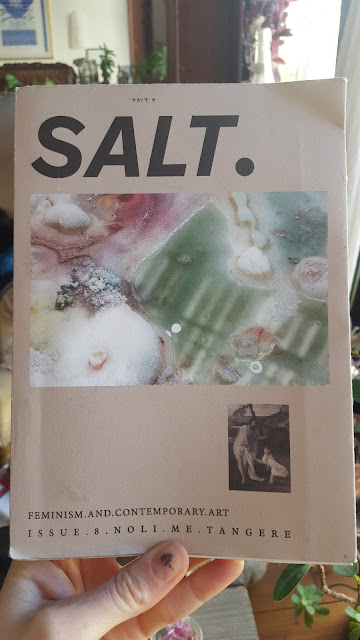 SALT. 8
SALT.
FEMINISM.AND.CONTEMPORARY.ART
ISSUE.8.NOLI.ME.TANGERE